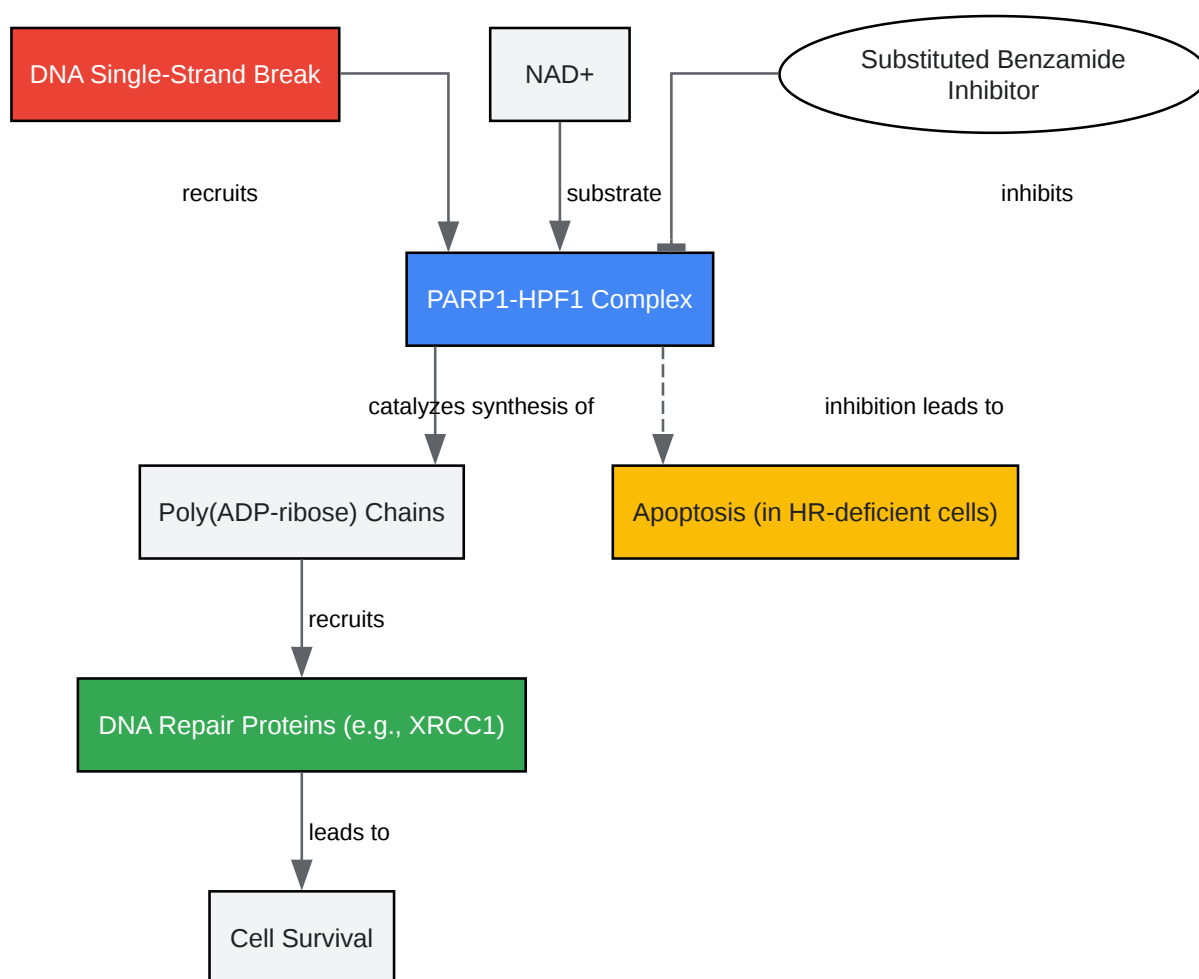 DNA Single-Strand Break
NAD+
Substituted Benzamide
Inhibitor
recruits
substrate
inhibits
PARP1-HPF1 Complex
catalyzes synthesis of
inhibition leads to
Poly(ADP-ribose) Chains
Apoptosis (in HR-deficient cells)
recruits
DNA Repair Proteins (e.g., XRCC1)
leads to
Cell Survival